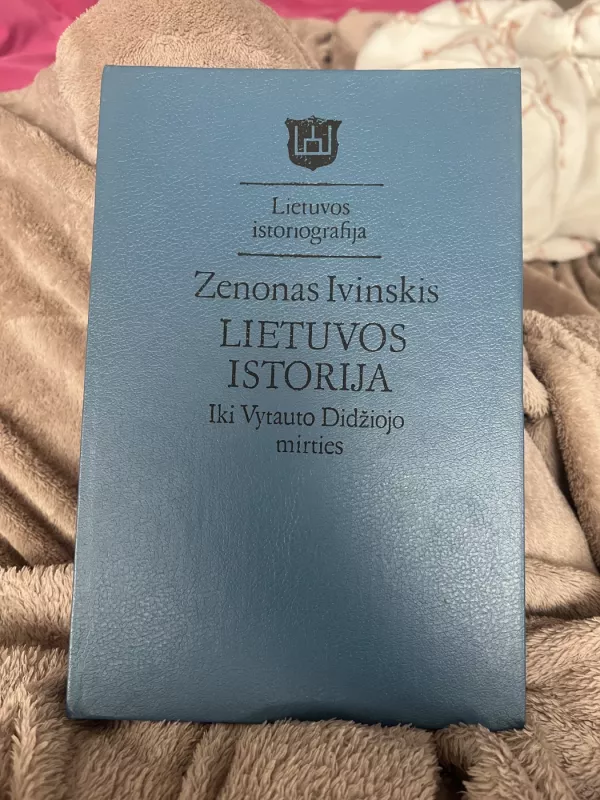 Lietuvos
istoriografija
Zenonas Ivinskis
LIETUVOS
ISTORIJA
Iki Vytauto Didžiojo
mirties